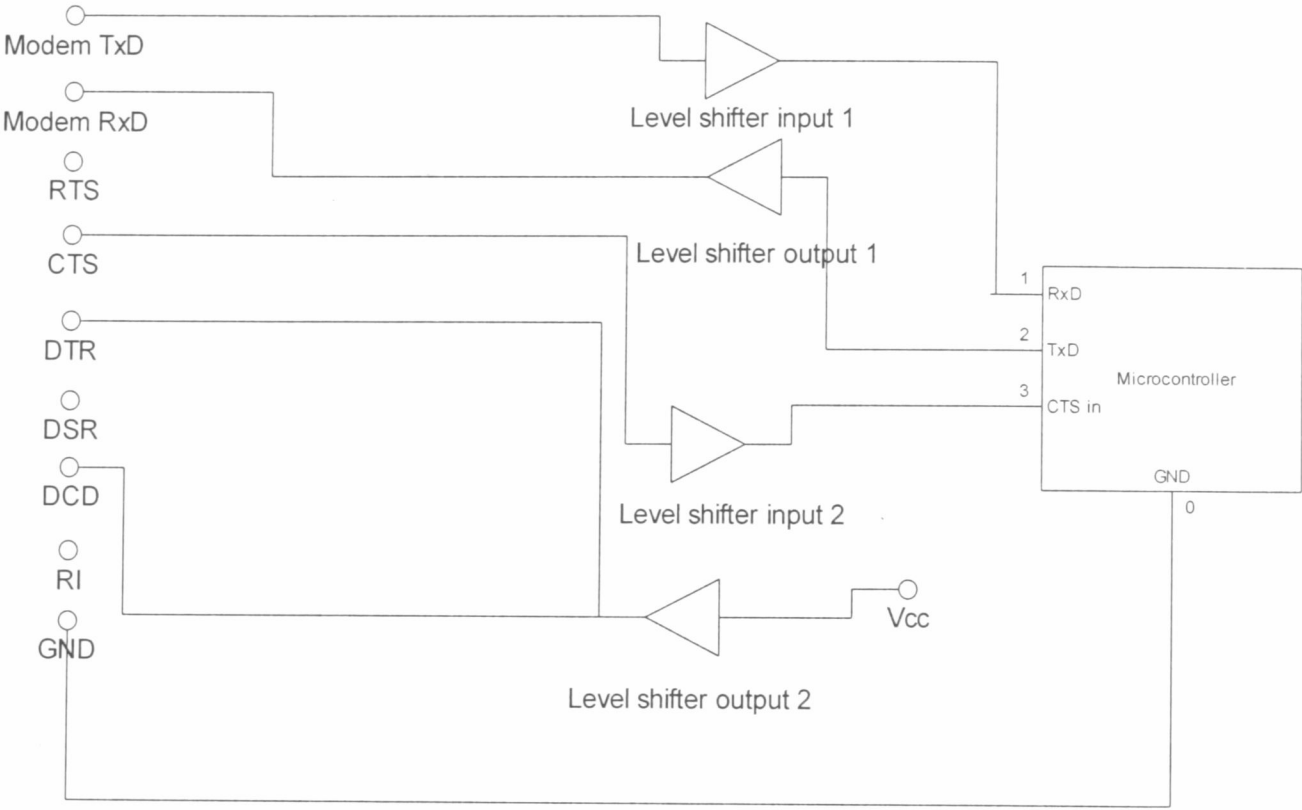 Modem TxD
Level shifter input 1
Modem RxD
RTS
Level shifter output 1
CTS
1
RxD
DTR
2
TxD
Microcontroller
3
CTS in
DSR
DCD
GND
0
Level shifter input 2
RI
Vcc
GND
Level shifter output 2